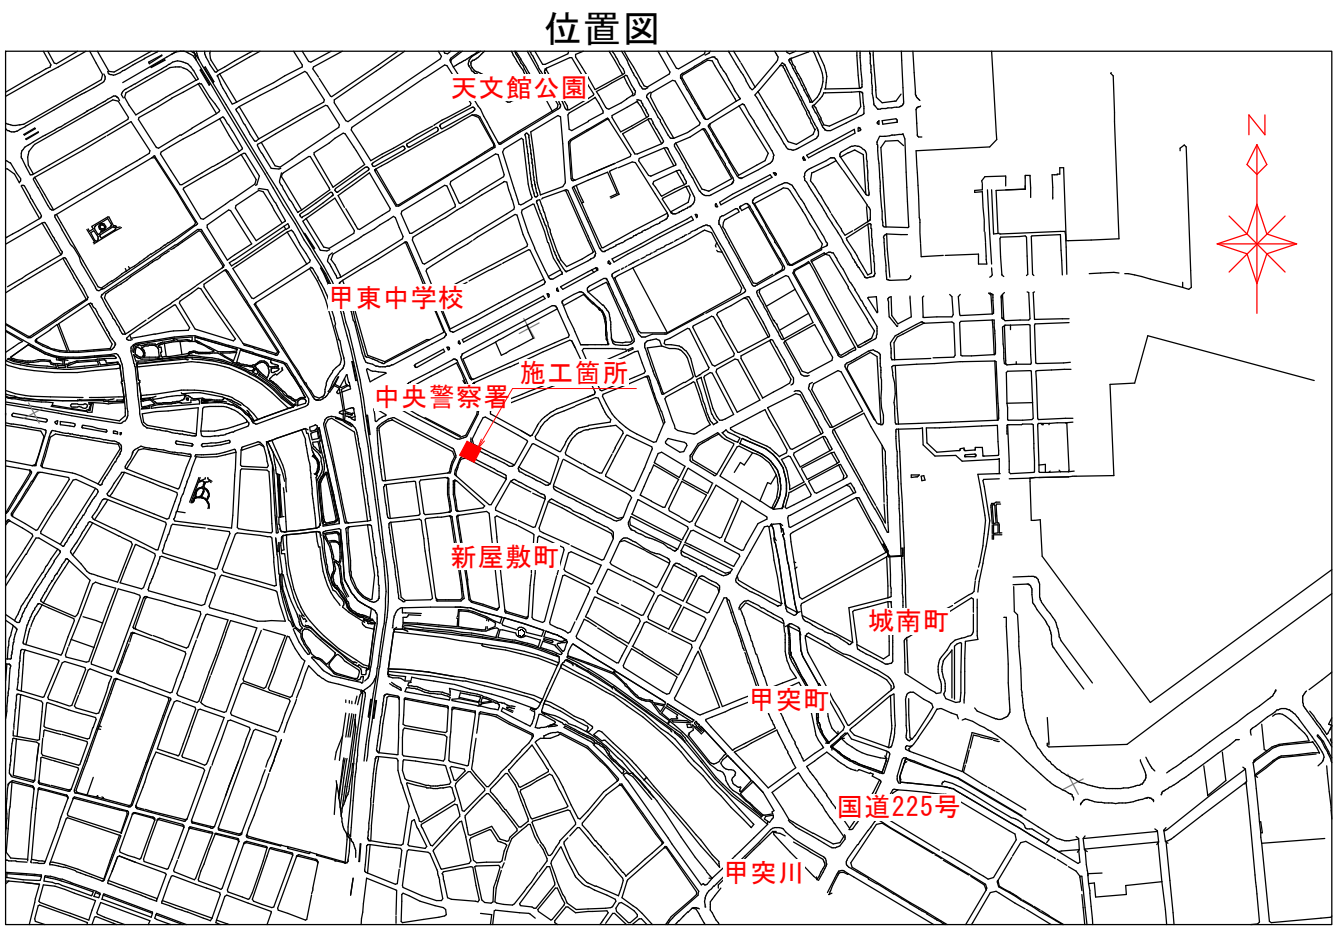 位置図
天文館公園
N
甲東中学校
施工箇所
中央警察署
新屋敷町
城南町
甲突町
国道225号
甲突川